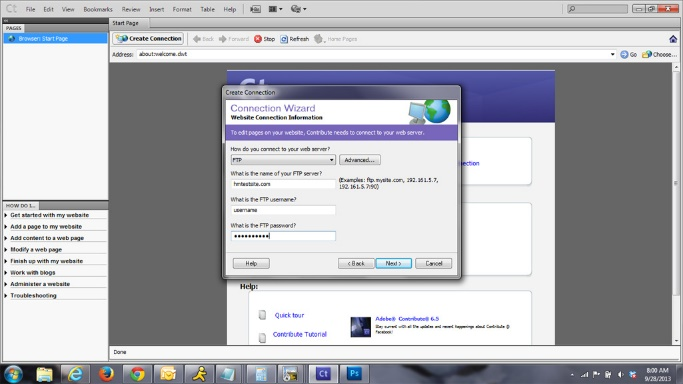 Ct File Edit View Bookmarks Review Insert Format Table Help
PAGES
Start Page
Browser: Start Page
Create Connection Back Forward Stop Refresh Home Pages
Address: about:welcome.dwt Go Choose...
Ct
Create Connection
Connection Wizard
Website Connection Information
To edit pages on your website, Contribute needs to connect to your web server.
How do you connect to your web server?
FTP Advanced...
What is the name of your FTP server?
hmtestsite.com
(Examples: ftp.mysite.com, 192.161.5.7, 192.161.5.7:90)
What is the FTP username?
username
What is the FTP password?
Help < Back Next > Cancel
HOW DO I...
Get started with my website
Add a page to my website
Add content to a web page
Modify a web page
Finish up with my website
Work with blogs
Administer a website
Troubleshooting
Help:
Quick tour
Contribute Tutorial
Adobe® Contribute® 6.5
Stay current with all the updates and recent happenings about Contribute @
Facebook!
Done
Ct Ps
8:00 AM
9/28/2013